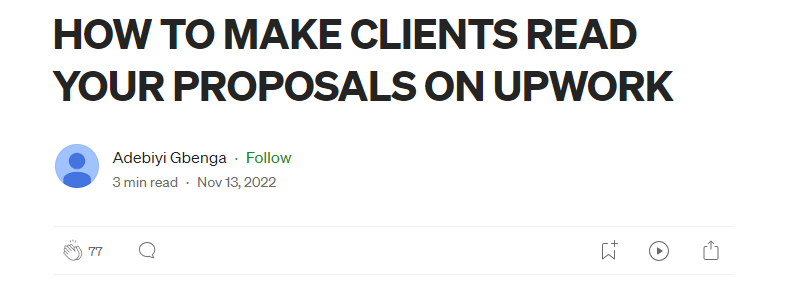 HOW TO MAKE CLIENTS READ
YOUR PROPOSALS ON UPWORK
Adebiyi Gbenga · Follow
3 min read · Nov 13, 2022
77